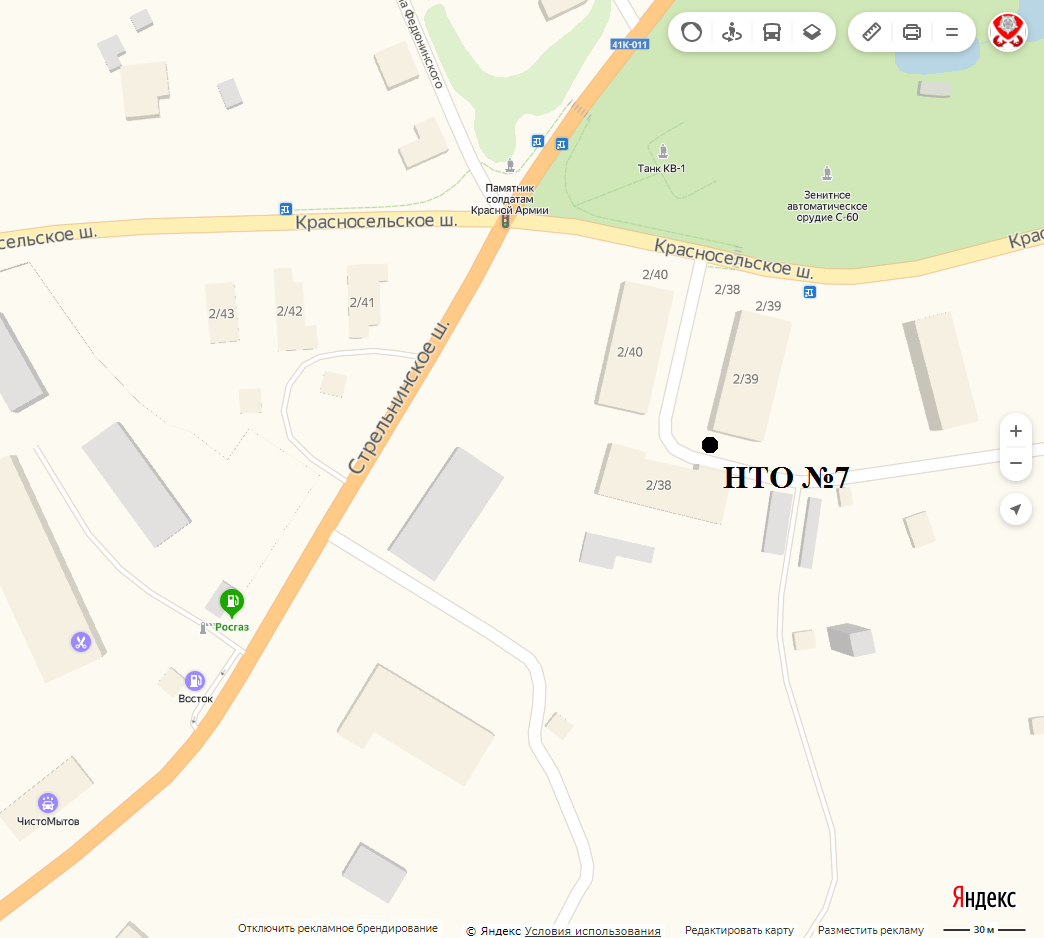 на Федюнинского
41К-011
Танк КВ-1
Памятник
солдатам
Красной Армии
Зенитное
автоматическое
орудие С-60
сельское ш.
Красносельское ш.
Красносельское ш.
Крас
2/40
2/38
2/39
2/43
2/42
2/41
2/40
2/39
Стрельнинское ш.
2/38
НТО №7
Росгаз
Восток
ЧистоМытов
Яндекс
Отключить рекламное брендирование
© Яндекс Условия использования
Редактировать карту
Разместить рекламу
30 м